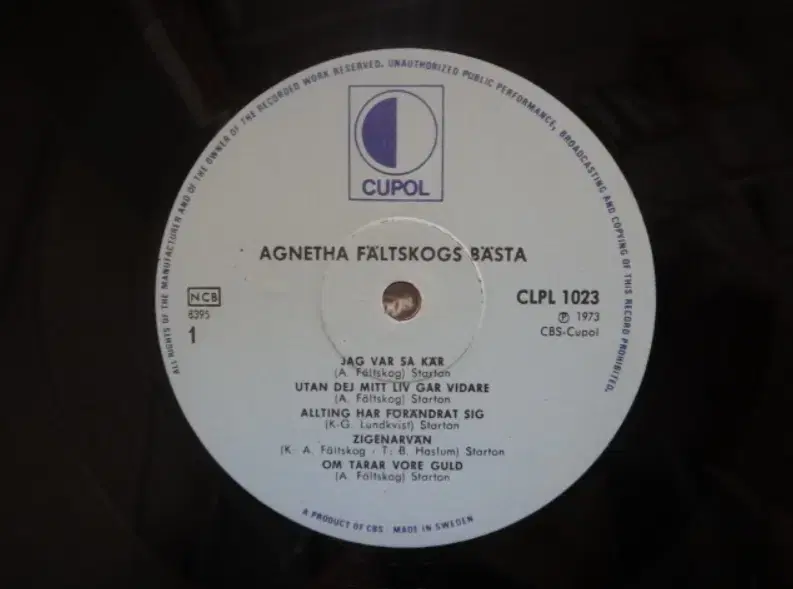 ALL RIGHTS OF THE MANUFACTURER AND OF THE OWNER OF THE RECORDED WORK RESERVED. UNAUTHORIZED PUBLIC PERFORMANCE, BROADCASTING AND COPYING OF THIS RECORD PROHIBITED.
CUPOL
AGNETHA FÄLTSKOGS BÄSTA
NCB
8395
1
CLPL 1023
℗ 1973
CBS-Cupol
JAG VAR SA KÄR
(A. Fältskog) Starton
UTAN DEJ MITT LIV GAR VIDARE
(A. Fältskog) Starton
ALLTING HAR FÖRÄNDRAT SIG
(K-G. Lundkvist) Starton
ZIGENARVÄN
(K. A. Fältskog - T. B. Haslum) Starton
OM TARAR VORE GULD
(A. Fältskog) Starton
A PRODUCT OF CBS · MADE IN SWEDEN